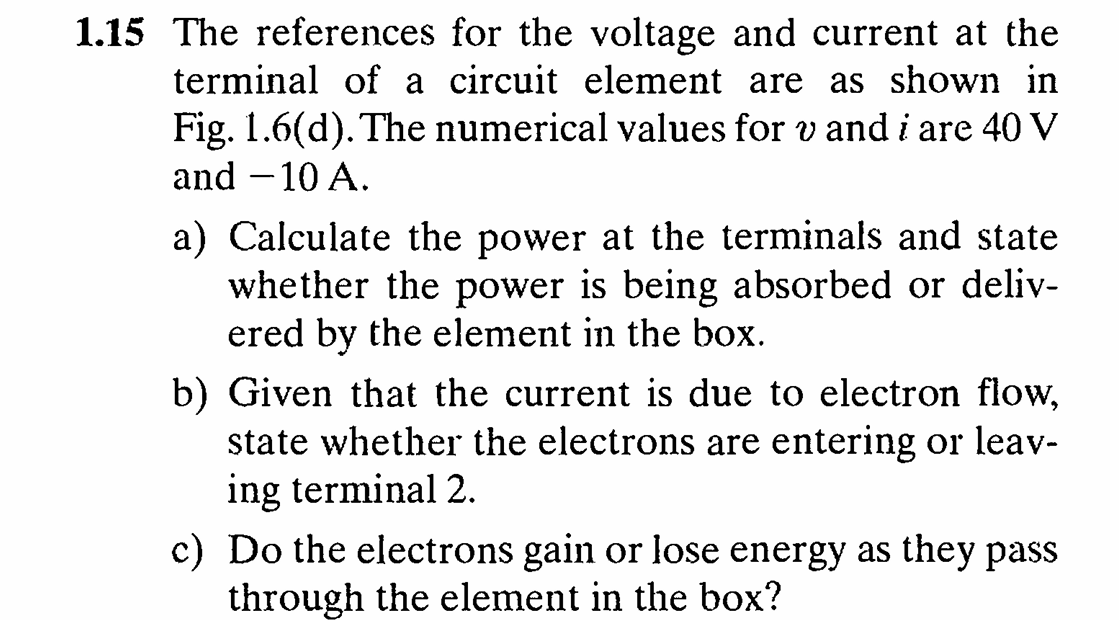 1.15 The references for the voltage and current at the
terminal of a circuit element are as shown in
Fig. 1.6(d). The numerical values for v and i are 40 V
and −10 A.
a) Calculate the power at the terminals and state
whether the power is being absorbed or deliv-
ered by the element in the box.
b) Given that the current is due to electron flow,
state whether the electrons are entering or leav-
ing terminal 2.
c) Do the electrons gain or lose energy as they pass
through the element in the box?